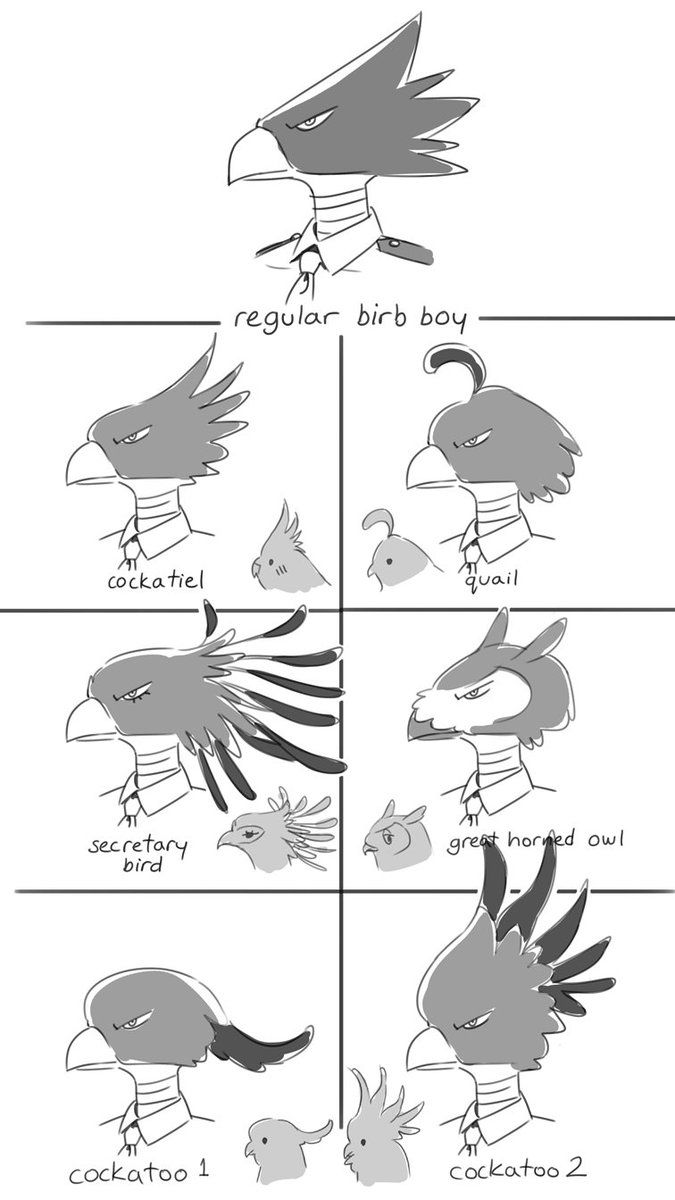 regular birb boy
cockatiel
quail
secretary
bird
great horned owl
cockatoo 1
cockatoo 2